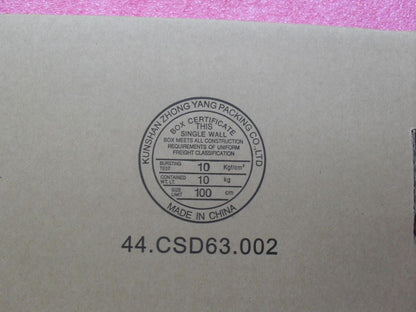 KUNSHAN ZHONG YANG PACKING CO.,LTD
BOX CERTIFICATE
THIS
SINGLE WALL
BOX MEETS ALL CONSTRUCTION
REQUIREMENTS OF UNIFORM
FREIGHT CLASSIFICATION
BURSTING TEST 10 Kgf/cm²
CONTAINED WT. LT. 10 kg
SIZE LIMIT 100 cm
MADE IN CHINA
44.CSD63.002